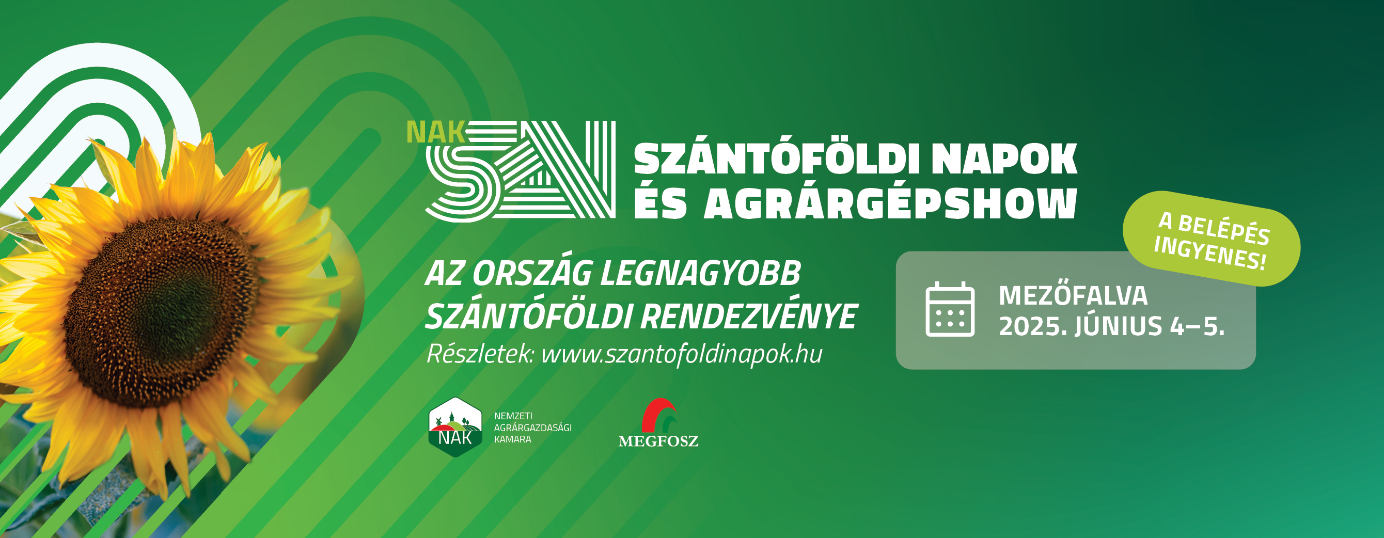 NAK
SZN
SZÁNTÓFÖLDI NAPOK
ÉS AGRÁRGÉPSHOW
A BELÉPÉS
INGYENES!
AZ ORSZÁG LEGNAGYOBB
SZÁNTÓFÖLDI RENDEZVÉNYE
Részletek: www.szantofoldinapok.hu
MEZŐFALVA
2025. JÚNIUS 4–5.
NAK
NEMZETI
AGRÁRGAZDASÁGI
KAMARA
MEGFOSZ